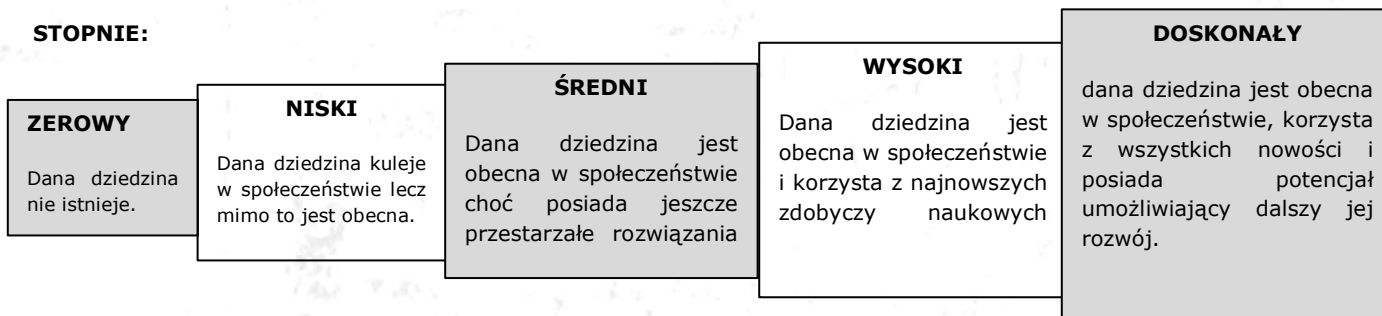 STOPNIE:
ZEROWY
Dana dziedzina
nie istnieje.
NISKI
Dana dziedzina kuleje
w społeczeństwie lecz
mimo to jest obecna.
ŚREDNI
Dana dziedzina jest
obecna w społeczeństwie
choć posiada jeszcze
przestarzałe rozwiązania
WYSOKI
Dana dziedzina jest
obecna w społeczeństwie
i korzysta z najnowszych
zdobyczy naukowych
DOSKONAŁY
dana dziedzina jest obecna
w społeczeństwie, korzysta
z wszystkich nowości i
posiada potencjał
umożliwiający dalszy jej
rozwój.